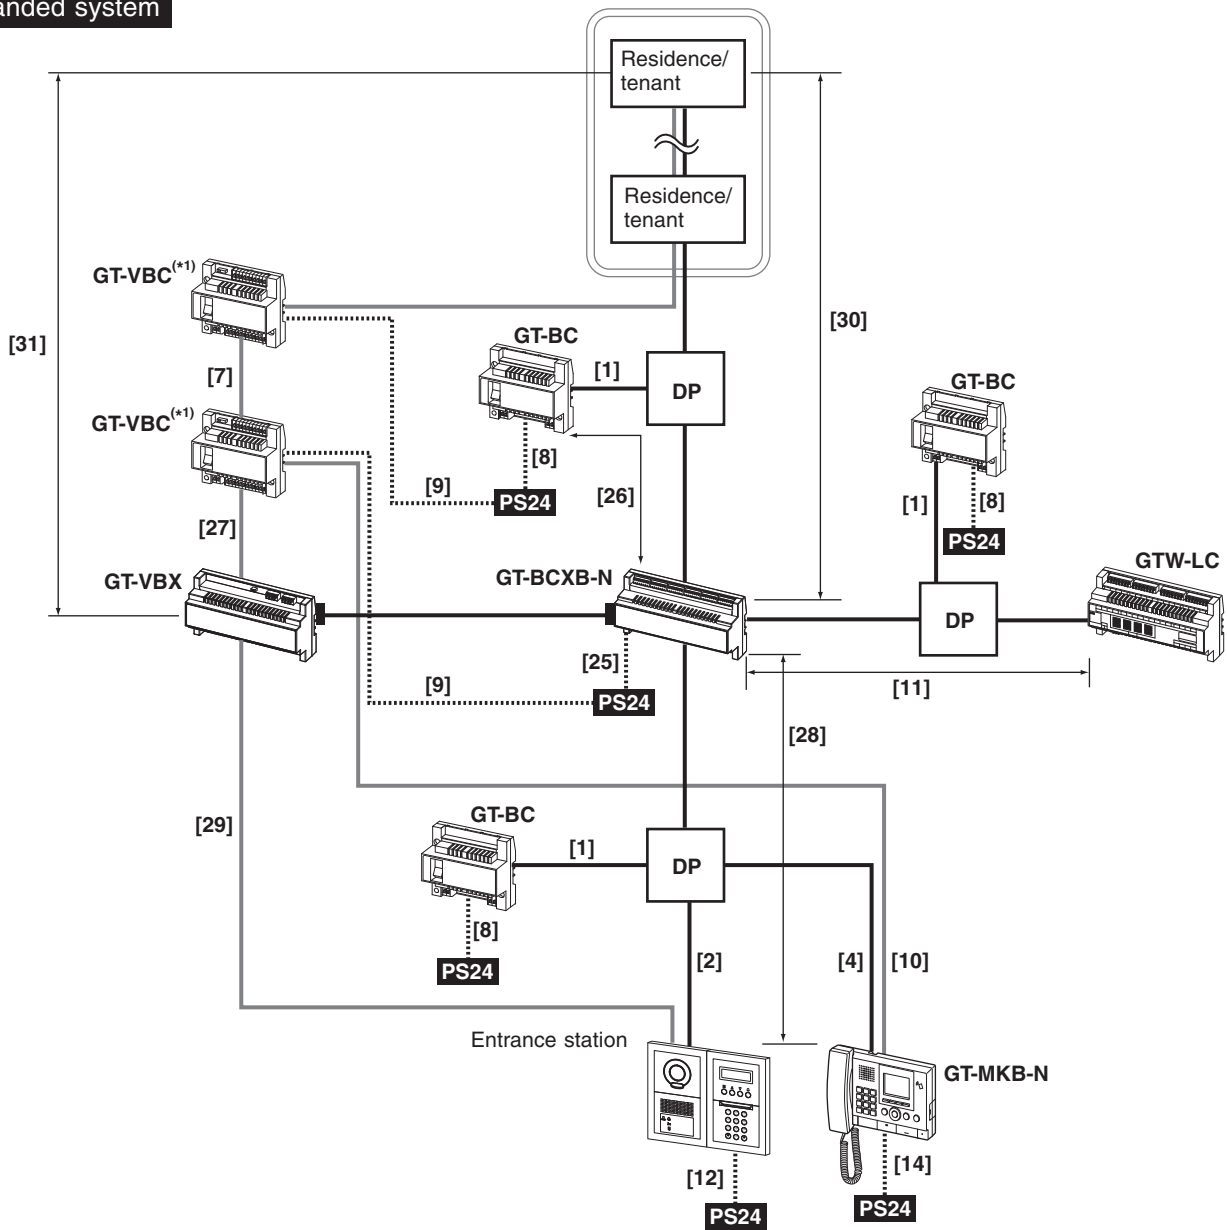 system
Residence/
tenant
Residence/
tenant
GT-VBC(*1)
[31]
[30]
GT-BC
[7]
[1]
DP
GT-BC
GT-VBC(*1)
[8]
[9]
PS24
[26]
[1]
[8]
[27]
PS24
GT-VBX
GT-BCXB-N
GTW-LC
DP
[25]
[9]
[11]
PS24
[28]
GT-BC
[29]
[1]
DP
[8]
[2]
[4]
[10]
PS24
Entrance station
GT-MKB-N
[12]
[14]
PS24
PS24